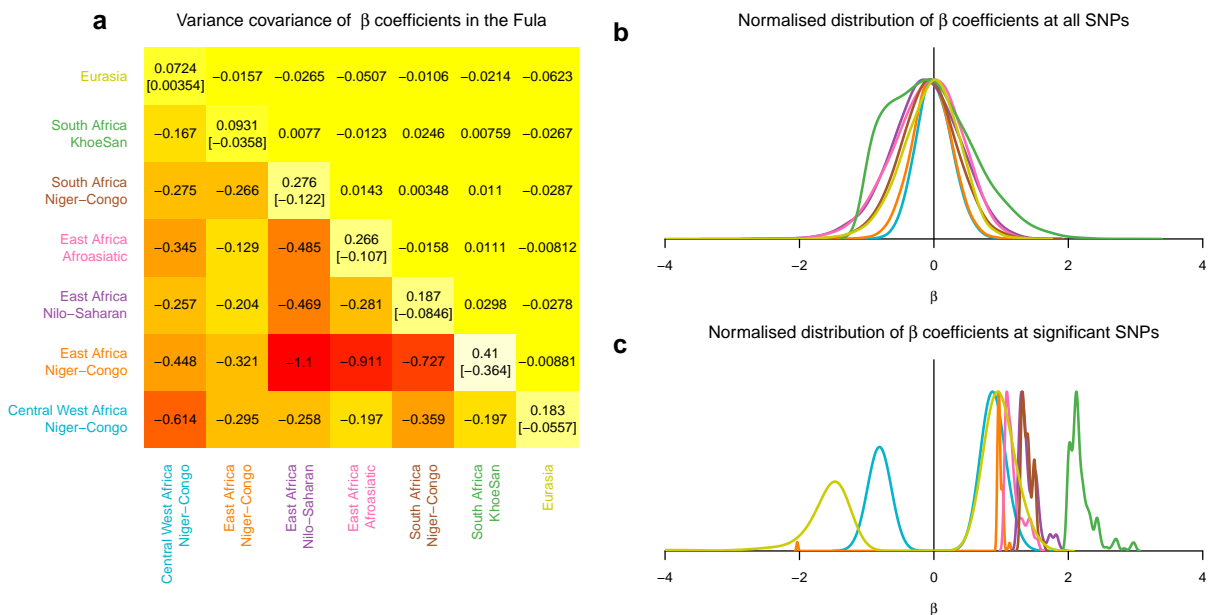 a
Variance covariance of β coefficients in the Fula
Eurasia
0.0724 −0.0157 −0.0265 −0.0507 −0.0106 −0.0214 −0.0623
[0.00354]
South Africa
KhoeSan
−0.167 0.0931 0.0077 −0.0123 0.0246 0.00759 −0.0267
[−0.0358]
South Africa
Niger−Congo
−0.275 −0.266 0.276 0.0143 0.00348 0.011 −0.0287
[−0.122]
East Africa
Afroasiatic
−0.345 −0.129 −0.485 0.266 −0.0158 0.0111 −0.00812
[−0.107]
East Africa
Nilo−Saharan
−0.257 −0.204 −0.469 −0.281 0.187 0.0298 −0.0278
[−0.0846]
East Africa
Niger−Congo
−0.448 −0.321 −1.1 −0.911 −0.727 0.41 −0.00881
[−0.364]
Central West Africa
Niger−Congo
−0.614 −0.295 −0.258 −0.197 −0.359 −0.197 0.183
[−0.0557]
Central West Africa
Niger−Congo
East Africa
Niger−Congo
East Africa
Nilo−Saharan
East Africa
Afroasiatic
South Africa
Niger−Congo
South Africa
KhoeSan
Eurasia
b
Normalised distribution of β coefficients at all SNPs
−4 −2 0 2 4
β
c
Normalised distribution of β coefficients at significant SNPs
−4 −2 0 2 4
β